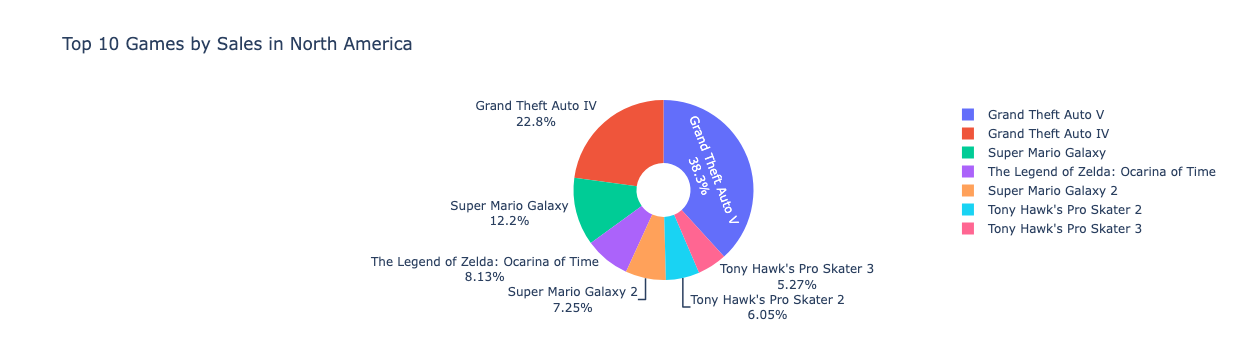 Top 10 Games by Sales in North America
Grand Theft Auto IV
22.8%
Grand Theft Auto V
38.3%
Super Mario Galaxy
12.2%
The Legend of Zelda: Ocarina of Time
8.13%
Super Mario Galaxy 2
7.25%
Tony Hawk's Pro Skater 3
5.27%
Tony Hawk's Pro Skater 2
6.05%
Grand Theft Auto V
Grand Theft Auto IV
Super Mario Galaxy
The Legend of Zelda: Ocarina of Time
Super Mario Galaxy 2
Tony Hawk's Pro Skater 2
Tony Hawk's Pro Skater 3